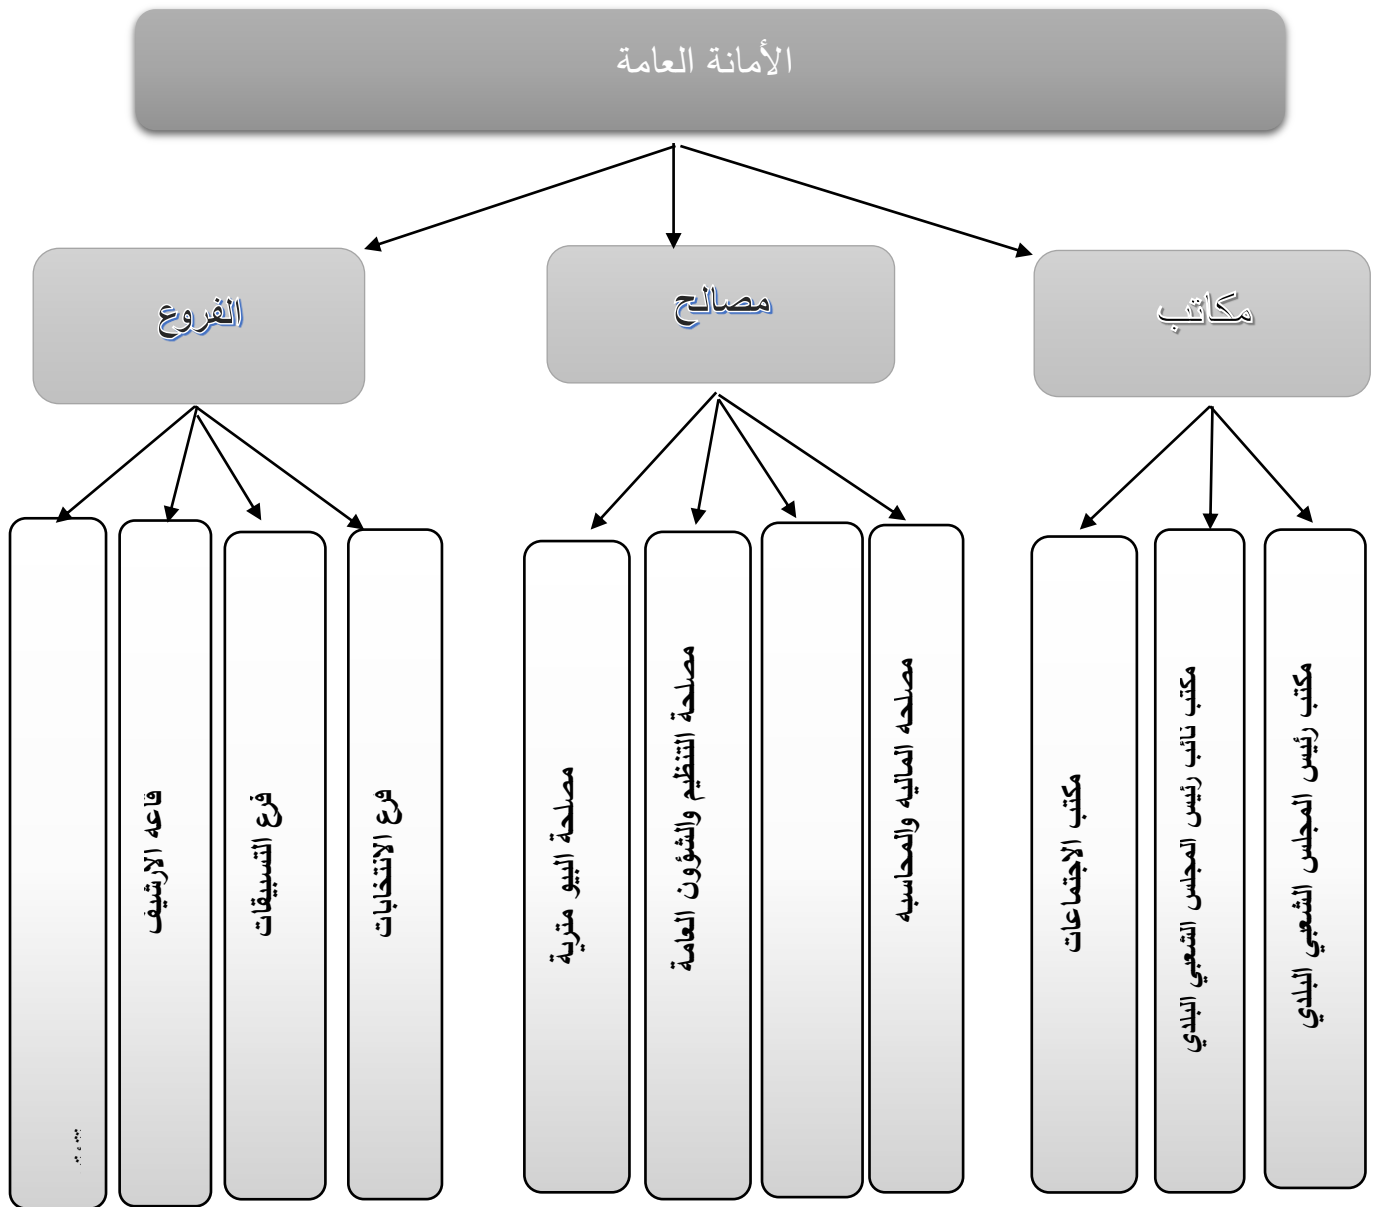 الأمانة العامة
مكاتب
مصالح
الفروع
مكتب رئيس المجلس الشعبي البلدي
مكتب نائب رئيس المجلس الشعبي البلدي
مكتب الاجتماعات
مصلحه الماليه والمحاسبه
مصلحة التنظيم والشؤون العامة
مصلحة البيو مترية
فرع الانتخابات
فرع التسبيقات
قاعه الارشيف